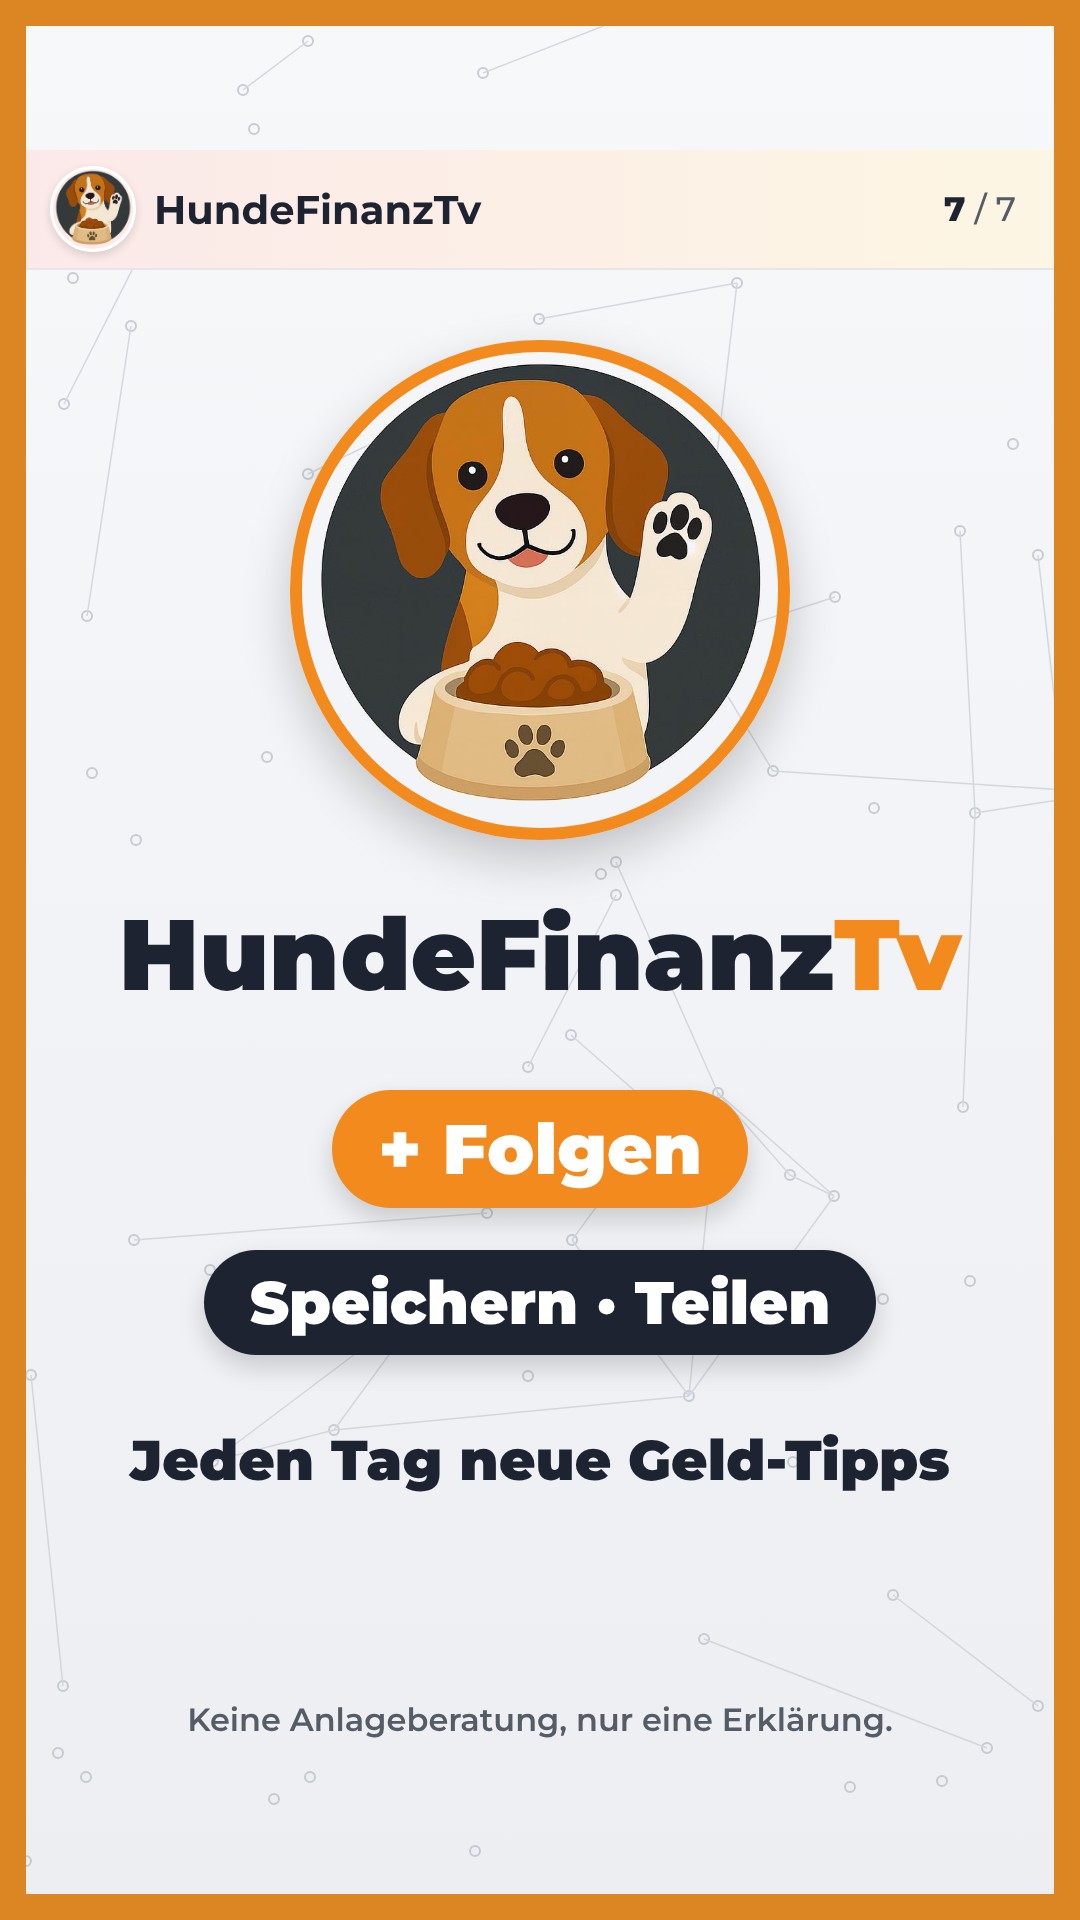 HundeFinanzTv
7 / 7
HundeFinanzTv
+ Folgen
Speichern • Teilen
Jeden Tag neue Geld-Tipps
Keine Anlageberatung, nur eine Erklärung.